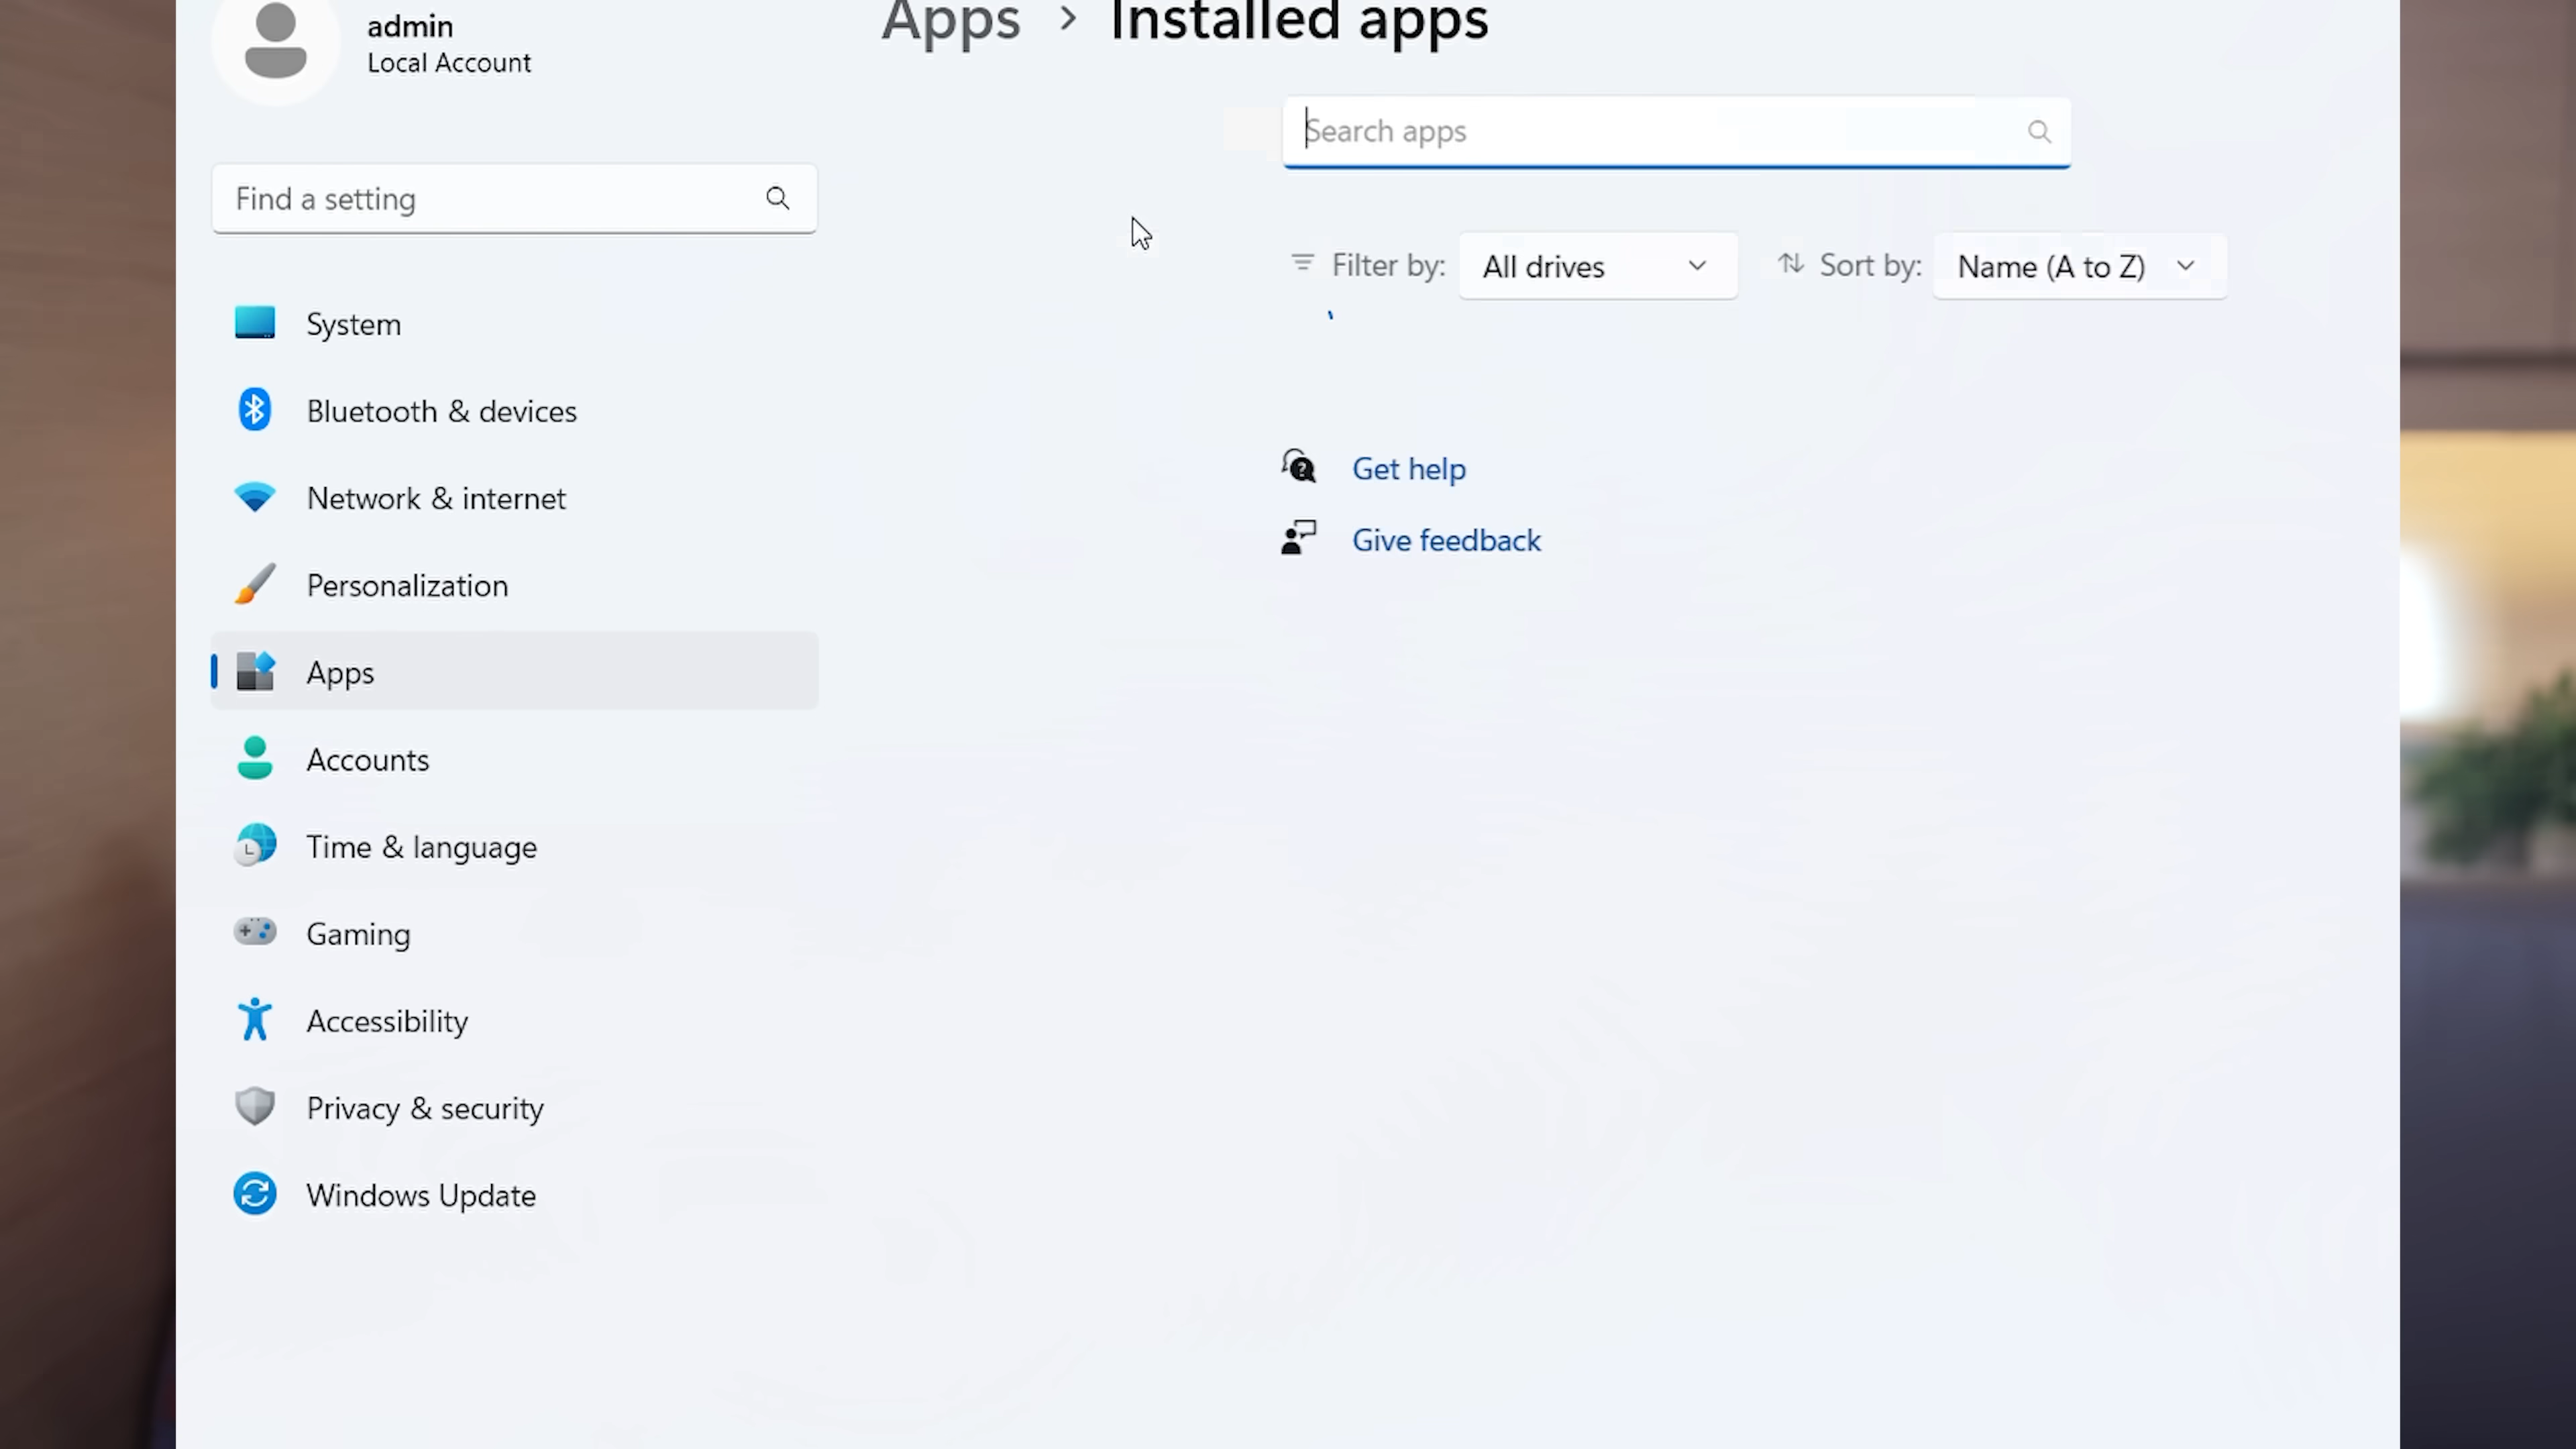 admin
Local Account
Find a setting
System
Bluetooth & devices
Network & internet
Personalization
Apps
Accounts
Time & language
Gaming
Accessibility
Privacy & security
Windows Update
Apps > Installed apps
Search apps
Filter by: All drives Sort by: Name (A to Z)
Get help
Give feedback